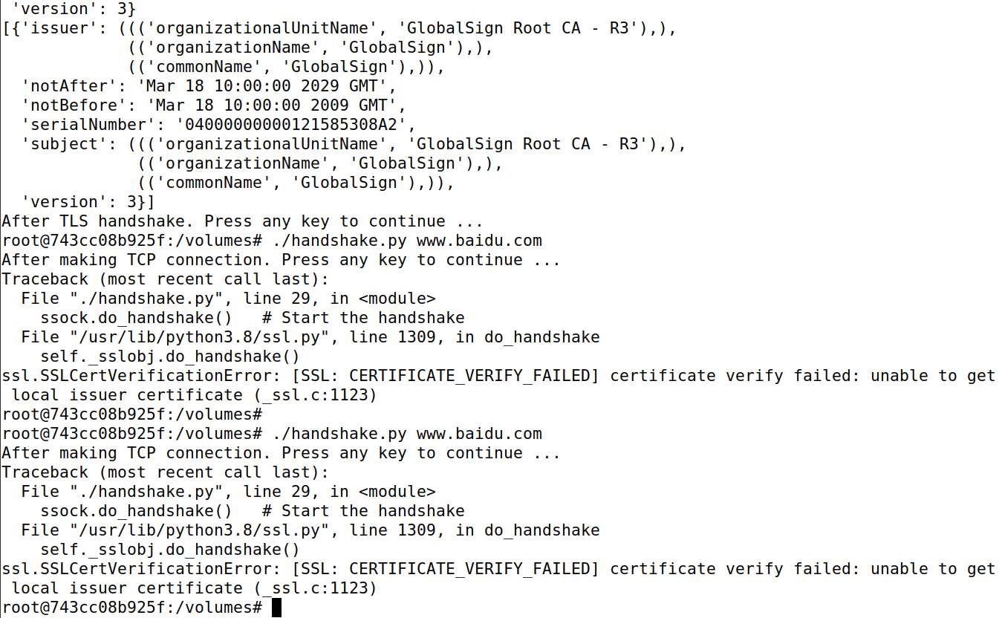 'version': 3}
[{'issuer': ((('organizationalUnitName', 'GlobalSign Root CA - R3'),),
             (('organizationName', 'GlobalSign'),),
             (('commonName', 'GlobalSign'),)),
  'notAfter': 'Mar 18 10:00:00 2029 GMT',
  'notBefore': 'Mar 18 10:00:00 2009 GMT',
  'serialNumber': '04000000000121585308A2',
  'subject': ((('organizationalUnitName', 'GlobalSign Root CA - R3'),),
              (('organizationName', 'GlobalSign'),),
              (('commonName', 'GlobalSign'),)),
  'version': 3}]
After TLS handshake. Press any key to continue ...
root@743cc08b925f:/volumes# ./handshake.py www.baidu.com
After making TCP connection. Press any key to continue ...
Traceback (most recent call last):
  File "./handshake.py", line 29, in <module>
    ssock.do_handshake()   # Start the handshake
  File "/usr/lib/python3.8/ssl.py", line 1309, in do_handshake
    self._sslobj.do_handshake()
ssl.SSLCertVerificationError: [SSL: CERTIFICATE_VERIFY_FAILED] certificate verify failed: unable to get
 local issuer certificate (_ssl.c:1123)
root@743cc08b925f:/volumes#
root@743cc08b925f:/volumes# ./handshake.py www.baidu.com
After making TCP connection. Press any key to continue ...
Traceback (most recent call last):
  File "./handshake.py", line 29, in <module>
    ssock.do_handshake()   # Start the handshake
  File "/usr/lib/python3.8/ssl.py", line 1309, in do_handshake
    self._sslobj.do_handshake()
ssl.SSLCertVerificationError: [SSL: CERTIFICATE_VERIFY_FAILED] certificate verify failed: unable to get
 local issuer certificate (_ssl.c:1123)
root@743cc08b925f:/volumes#